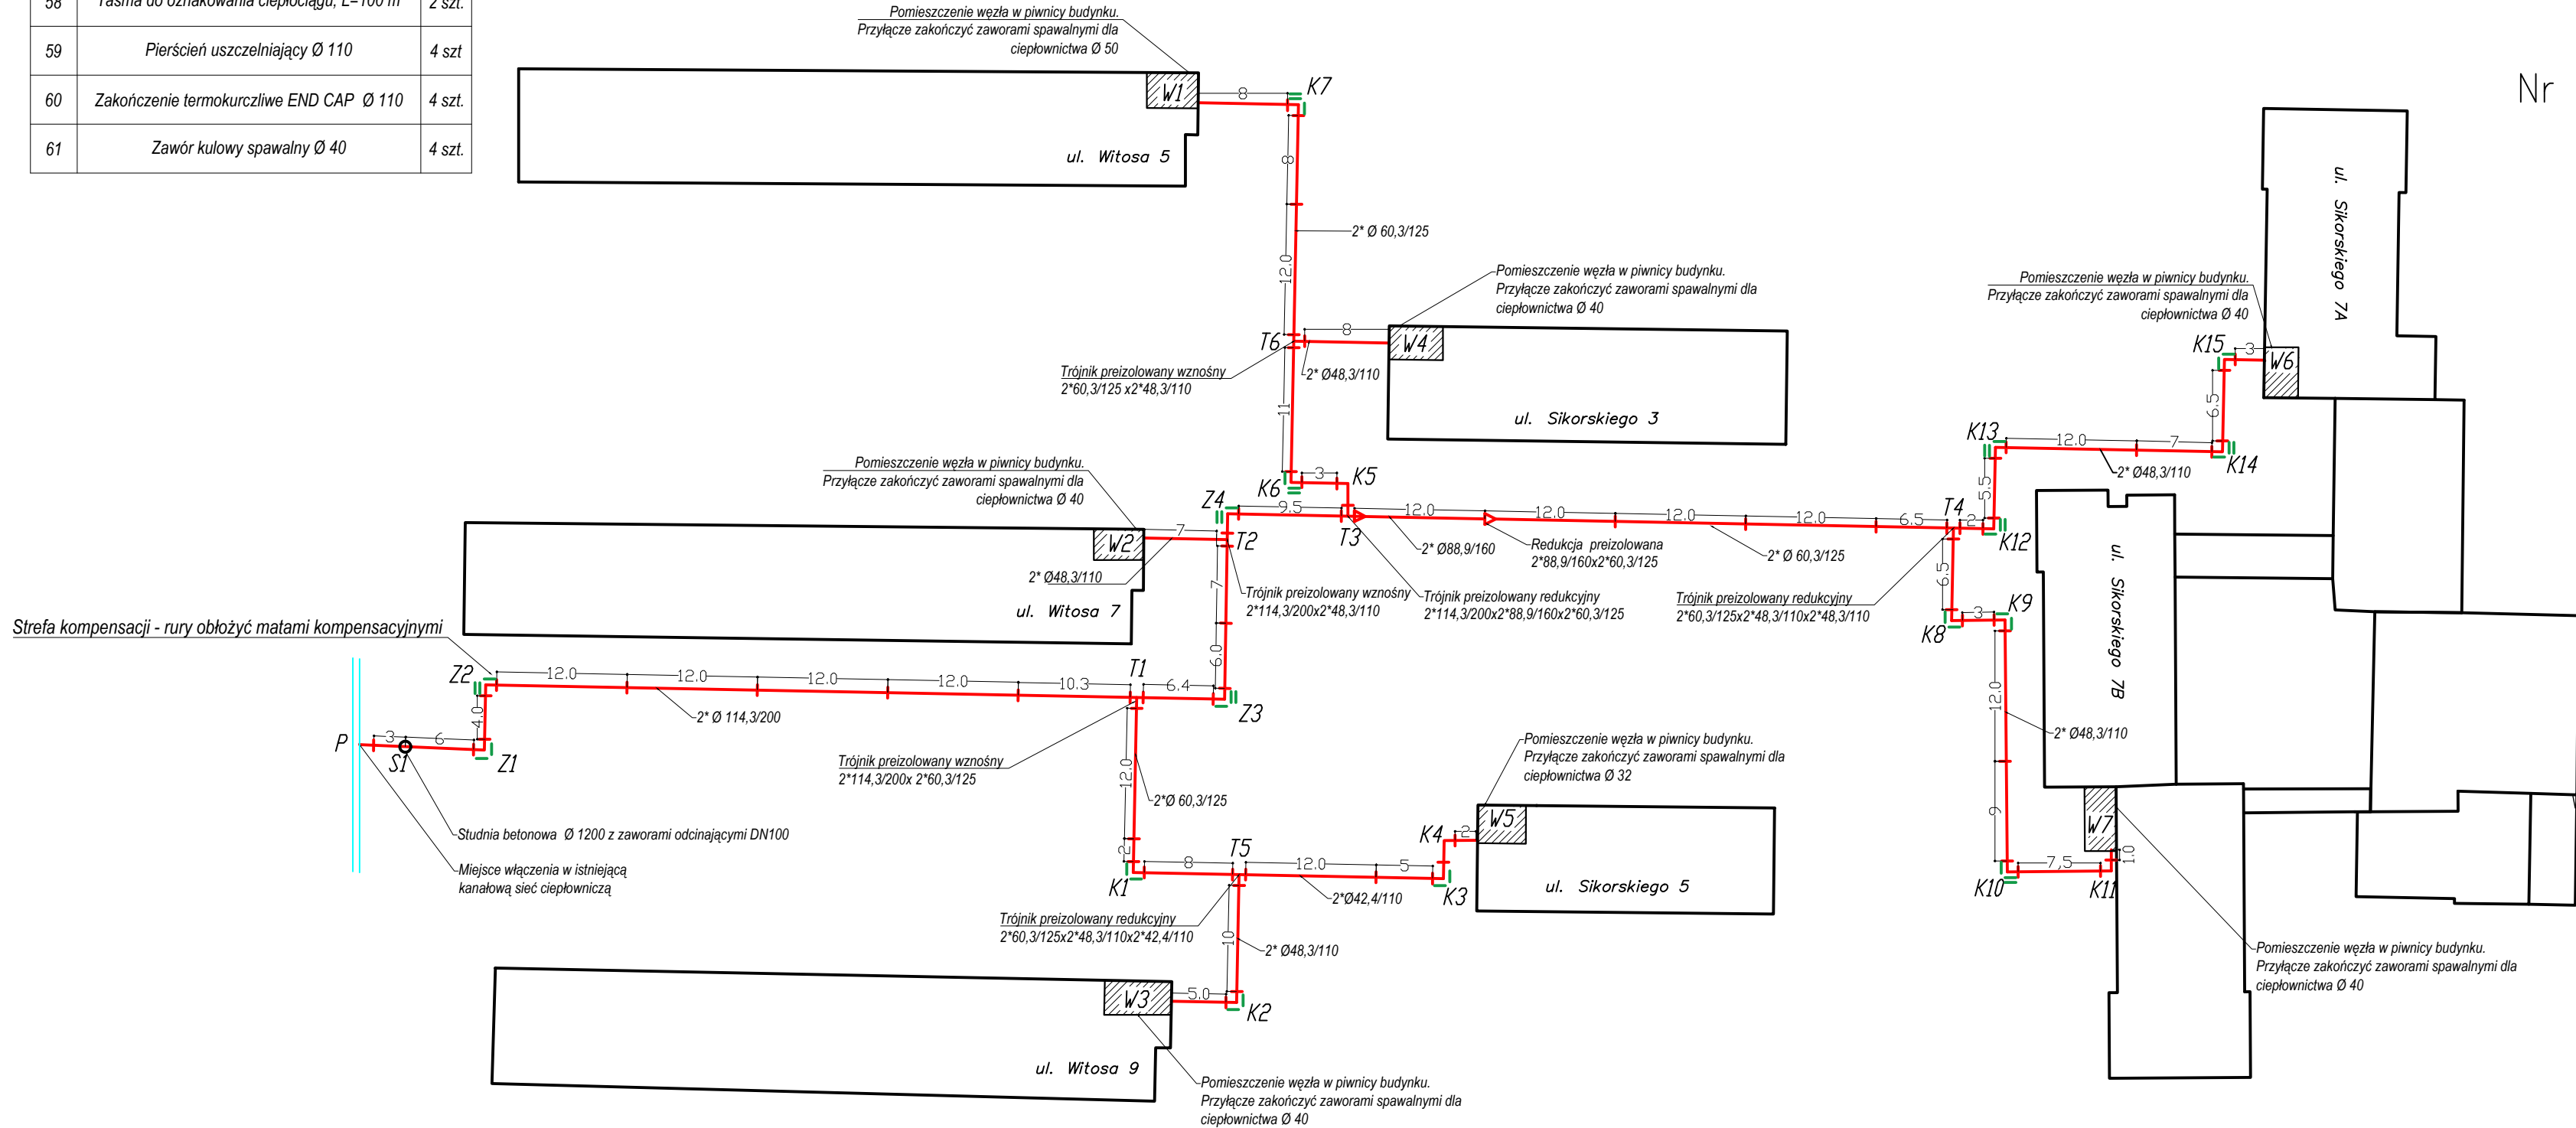 58 Taśma do oznakowania ciepłociągu, L=100 m 2 szt.
59 Pierścień uszczelniający Ø 110 4 szt
60 Zakończenie termokurczliwe END CAP Ø 110 4 szt.
61 Zawór kulowy spawalny Ø 40 4 szt.
Nr
Pomieszczenie węzła w piwnicy budynku.
Przyłącze zakończyć zaworami spawalnymi dla
ciepłownictwa Ø 50
W1
8
K7
ul. Witosa 5
8
2* Ø 60,3/125
12.0
Pomieszczenie węzła w piwnicy budynku.
Przyłącze zakończyć zaworami spawalnymi dla
ciepłownictwa Ø 40
T6
8
W4
Trójnik preizolowany wznośny
2*60,3/125 x2*48,3/110
2* Ø48,3/110
ul. Sikorskiego 3
11
K6
3
K5
Pomieszczenie węzła w piwnicy budynku.
Przyłącze zakończyć zaworami spawalnymi dla
ciepłownictwa Ø 40
K15
3
W6
ul. Sikorskiego 7A
6.5
K13
12.0
7
2* Ø48,3/110
K14
5.5
Pomieszczenie węzła w piwnicy budynku.
Przyłącze zakończyć zaworami spawalnymi dla
ciepłownictwa Ø 40
Z4
9.5
T3
12.0
12.0
12.0
12.0
6.5
T4
2
K12
W2
7
T2
2* Ø48,3/110
ul. Witosa 7
7
6.0
2* Ø88,9/160
Redukcja preizolowana
2*88,9/160x2*60,3/125
2* Ø 60,3/125
Trójnik preizolowany wznośny
2*114,3/200x2*48,3/110
Trójnik preizolowany redukcyjny
2*114,3/200x2*88,9/160x2*60,3/125
Trójnik preizolowany redukcyjny
2*60,3/125x2*48,3/110x2*48,3/110
6.5
K8
3
K9
ul. Sikorskiego 7B
Strefa kompensacji - rury obłożyć matami kompensacyjnymi
Z2
12.0
12.0
12.0
12.0
10.3
T1
6.4
Z3
2* Ø 114,3/200
4.0
P
3
S1
6
Z1
Trójnik preizolowany wznośny
2*114,3/200x 2*60,3/125
12.0
2*Ø 60,3/125
2
Studnia betonowa Ø 1200 z zaworami odcinającymi DN100
Miejsce włączenia w istniejącą
kanałową sieć ciepłowniczą
Pomieszczenie węzła w piwnicy budynku.
Przyłącze zakończyć zaworami spawalnymi dla
ciepłownictwa Ø 32
12.0
2* Ø48,3/110
9
K10
7,5
K11
1.0
W7
K1
8
T5
12.0
5
K3
K4
2
W5
ul. Sikorskiego 5
2*Ø42,4/110
Trójnik preizolowany redukcyjny
2*60,3/125x2*48,3/110x2*42,4/110
10
2* Ø48,3/110
W3
5.0
K2
ul. Witosa 9
Pomieszczenie węzła w piwnicy budynku.
Przyłącze zakończyć zaworami spawalnymi dla
ciepłownictwa Ø 40
Pomieszczenie węzła w piwnicy budynku.
Przyłącze zakończyć zaworami spawalnymi dla
ciepłownictwa Ø 40